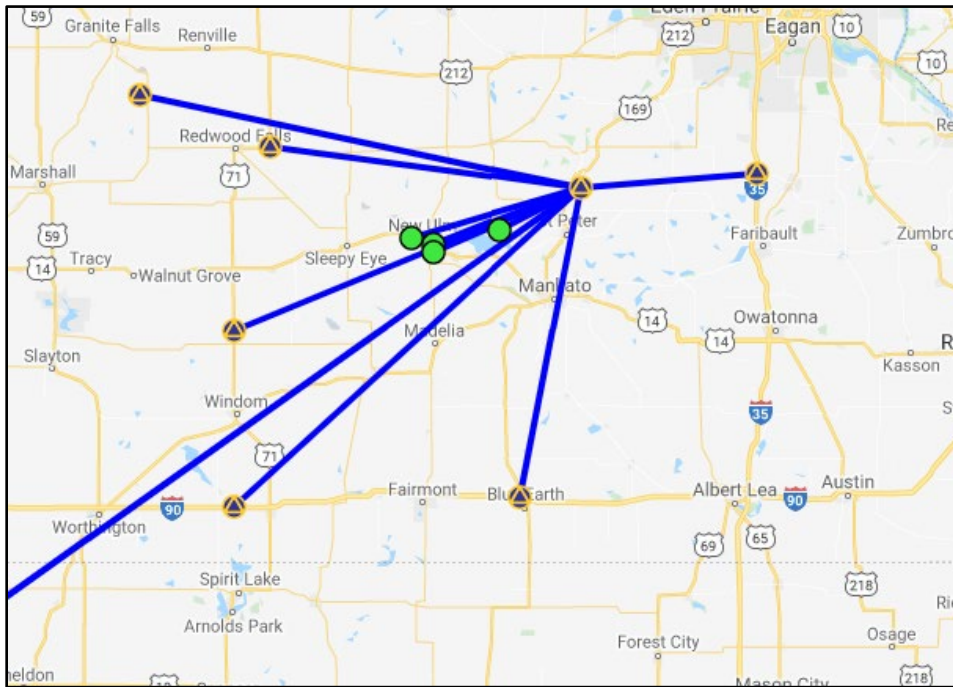 59
Granite Falls
Renville
212
Eden Prairie
Eagan
10
212
10
169
Redwood Falls
Marshall
71
35
59
New Ulm
Peter
Faribault
Zumbro
14
Tracy
Walnut Grove
Sleepy Eye
Mankato
Madelia
14
Owatonna
14
Slayton
Kasson
Windom
35
71
Fairmont
Blue Earth
Albert Lea
90
Austin
90
Worthington
69
65
Spirit Lake
218
Arnolds Park
Forest City
Osage
218
Mason City